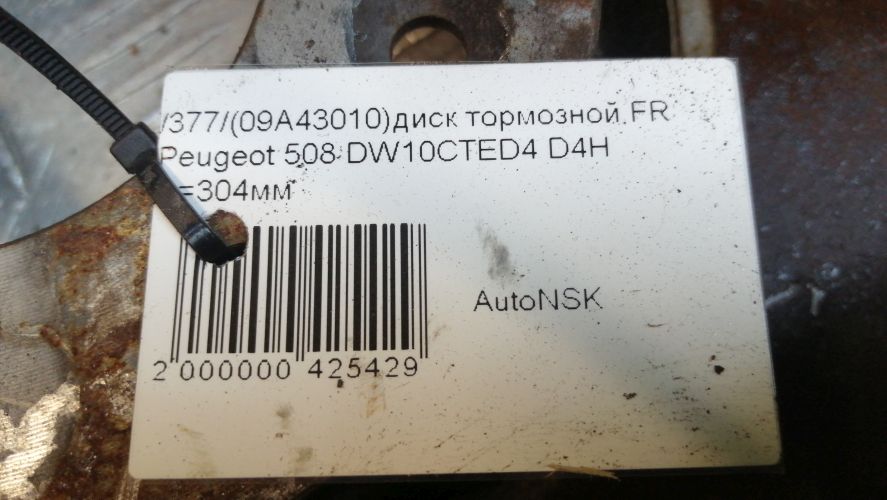 /377/(09A43010)диск тормозной FR
Peugeot 508 DW10CTED4 D4H
=304мм
AutoNSK
2 000000 425429